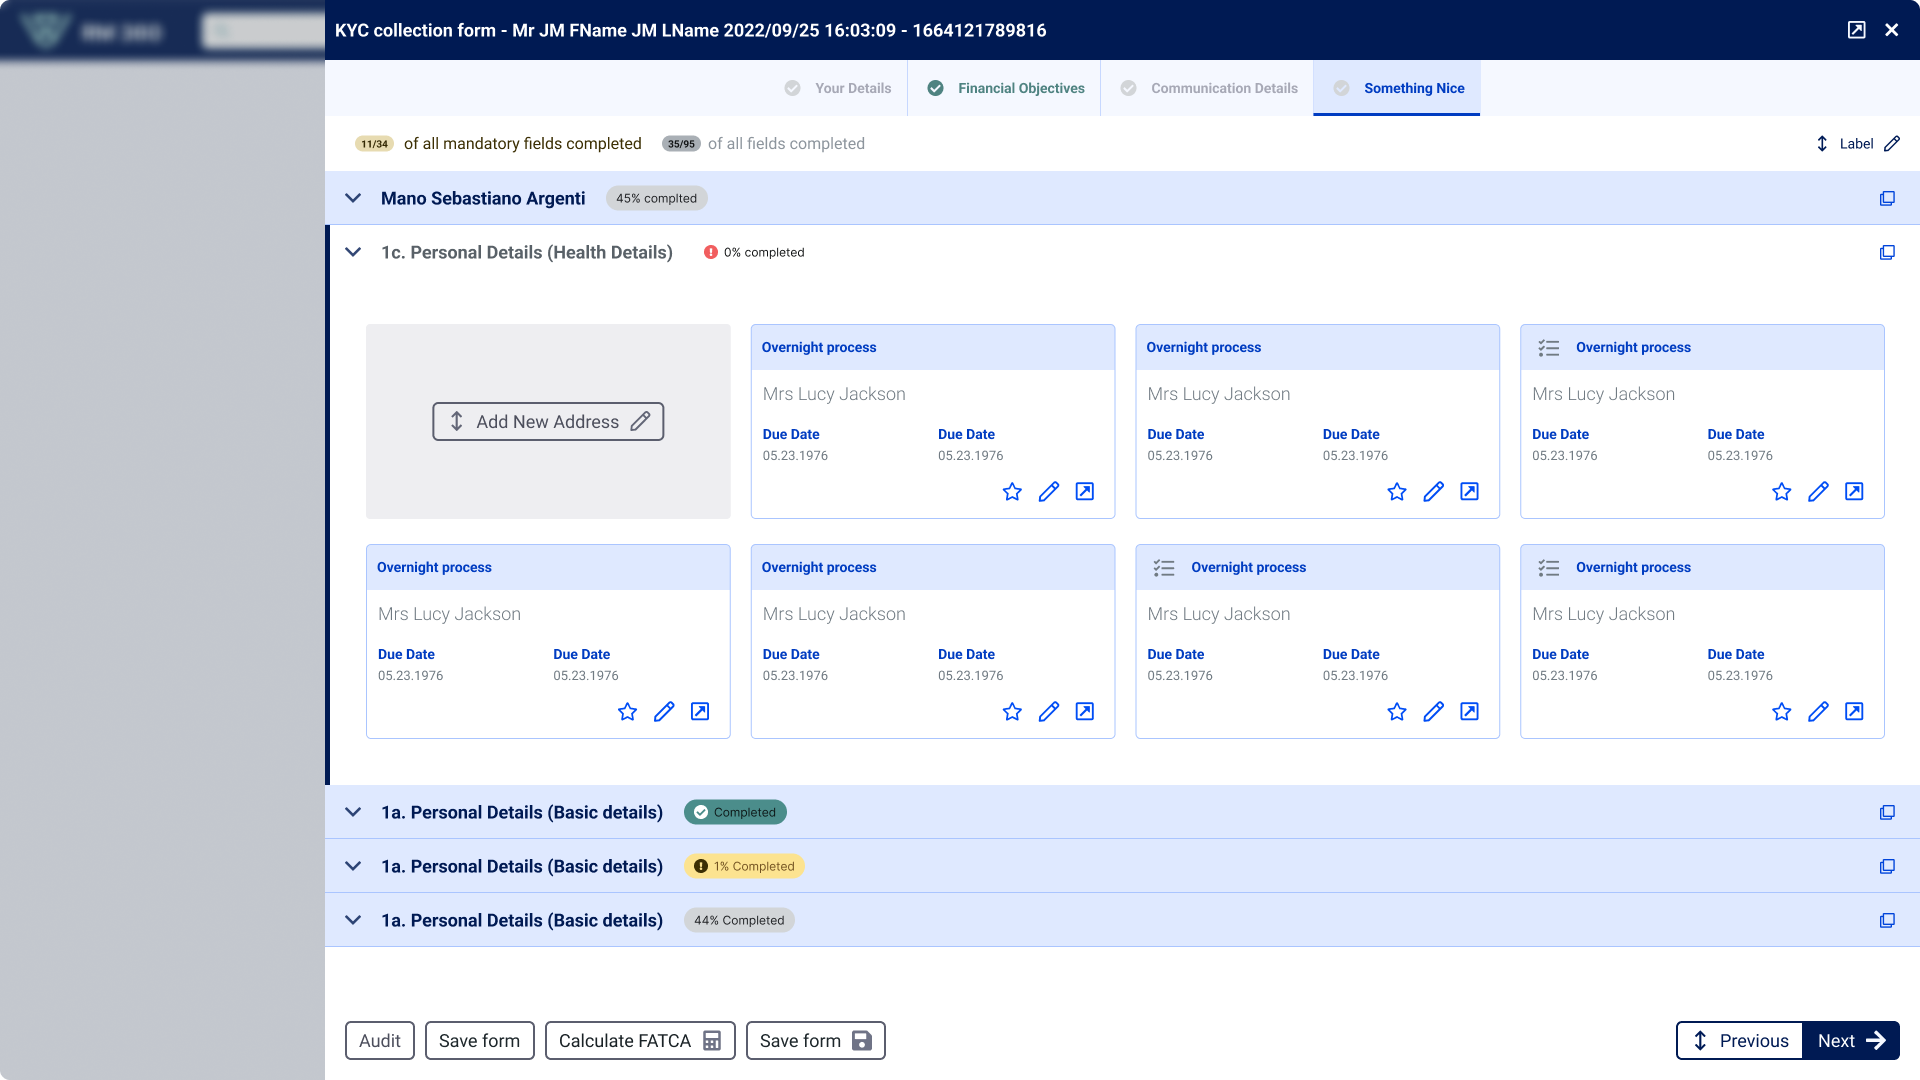 RM 360
KYC collection form - Mr JM FName JM LName 2022/09/25 16:03:09 - 1664121789816
Your Details
Financial Objectives
Communication Details
Something Nice
11/34 of all mandatory fields completed
35/95 of all fields completed
Label
Mano Sebastiano Argenti
45% complted
1c. Personal Details (Health Details)
0% completed
Add New Address
Overnight process
Mrs Lucy Jackson
Due Date
Due Date
05.23.1976
05.23.1976
Overnight process
Mrs Lucy Jackson
Due Date
Due Date
05.23.1976
05.23.1976
Overnight process
Mrs Lucy Jackson
Due Date
Due Date
05.23.1976
05.23.1976
Overnight process
Mrs Lucy Jackson
Due Date
Due Date
05.23.1976
05.23.1976
Overnight process
Mrs Lucy Jackson
Due Date
Due Date
05.23.1976
05.23.1976
Overnight process
Mrs Lucy Jackson
Due Date
Due Date
05.23.1976
05.23.1976
Overnight process
Mrs Lucy Jackson
Due Date
Due Date
05.23.1976
05.23.1976
1a. Personal Details (Basic details)
Completed
1a. Personal Details (Basic details)
1% Completed
1a. Personal Details (Basic details)
44% Completed
Audit
Save form
Calculate FATCA
Save form
Previous
Next